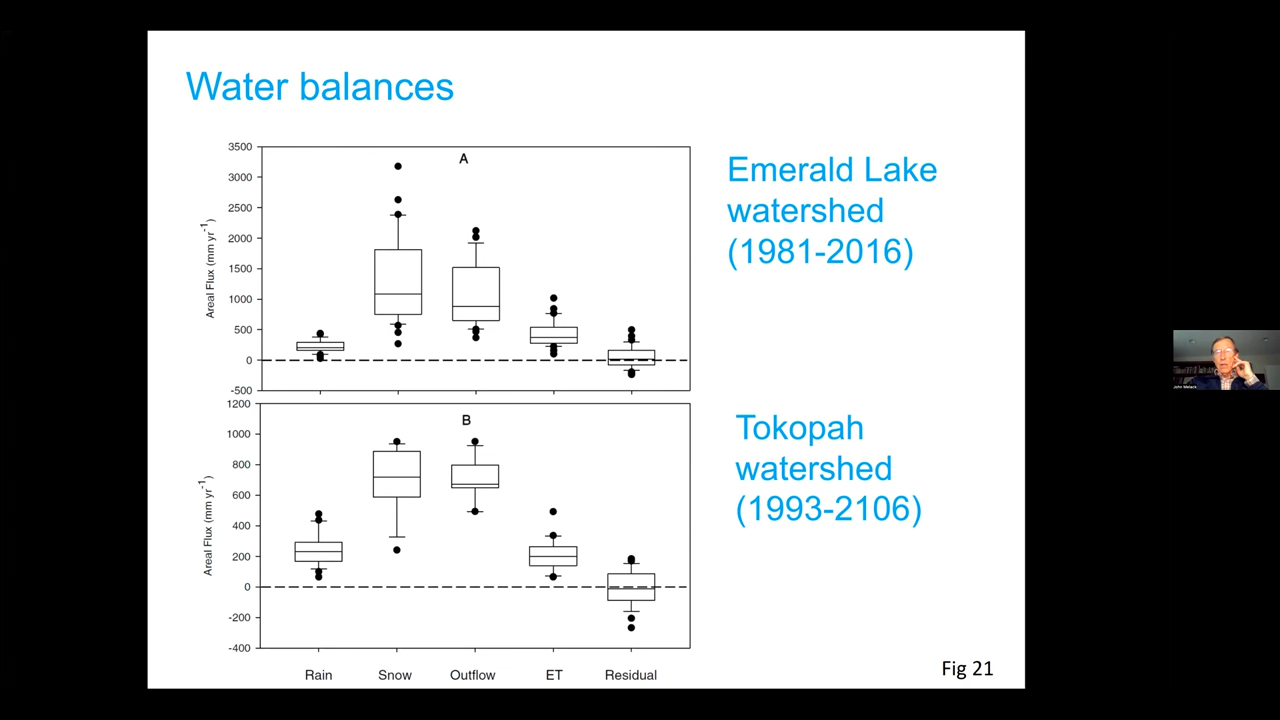 Water balances
3500
A
3000
2500
2000
1500
1000
500
0
-500
Areal Flux (mm yr-1)
Emerald Lake
watershed
(1981-2016)
1200
B
1000
800
600
400
200
0
-200
-400
Areal Flux (mm yr-1)
Tokopah
watershed
(1993-2106)
Rain Snow Outflow ET Residual
Fig 21
John Melack